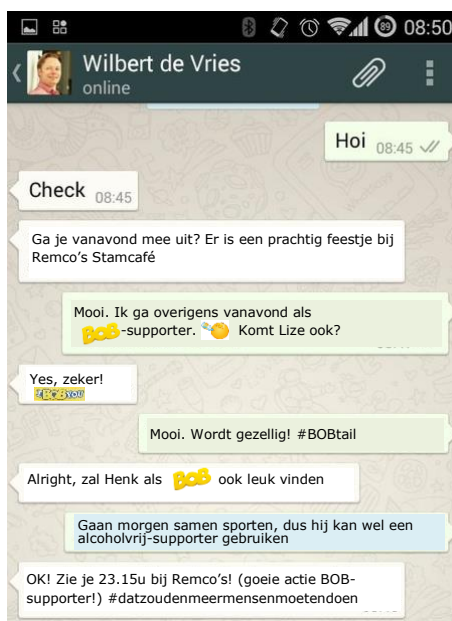 89 08:50
Wilbert de Vries
online
Hoi 08:45
Check 08:45
Ga je vanavond mee uit? Er is een prachtig feestje bij
Remco's Stamcafé
Mooi. Ik ga overigens vanavond als
BOB-supporter. Komt Lize ook?
Yes, zeker!
#BOBYOU
Mooi. Wordt gezellig! #BOBtail
Alright, zal Henk als BOB ook leuk vinden
Gaan morgen samen sporten, dus hij kan wel een
alcoholvrij-supporter gebruiken
OK! Zie je 23.15u bij Remco's! (goeie actie BOB-
supporter!) #datzoudenmeermensenmoetendoen